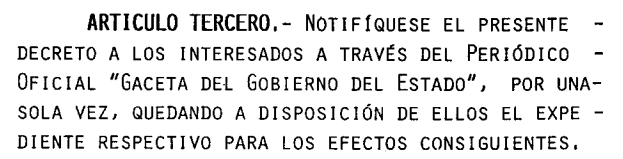 ARTICULO TERCERO.- NOTIFÍQUESE EL PRESENTE -
DECRETO A LOS INTERESADOS A TRAVÉS DEL PERIÓDICO -
OFICIAL "GACETA DEL GOBIERNO DEL ESTADO", POR UNA-
SOLA VEZ, QUEDANDO A DISPOSICIÓN DE ELLOS EL EXPE -
DIENTE RESPECTIVO PARA LOS EFECTOS CONSIGUIENTES.